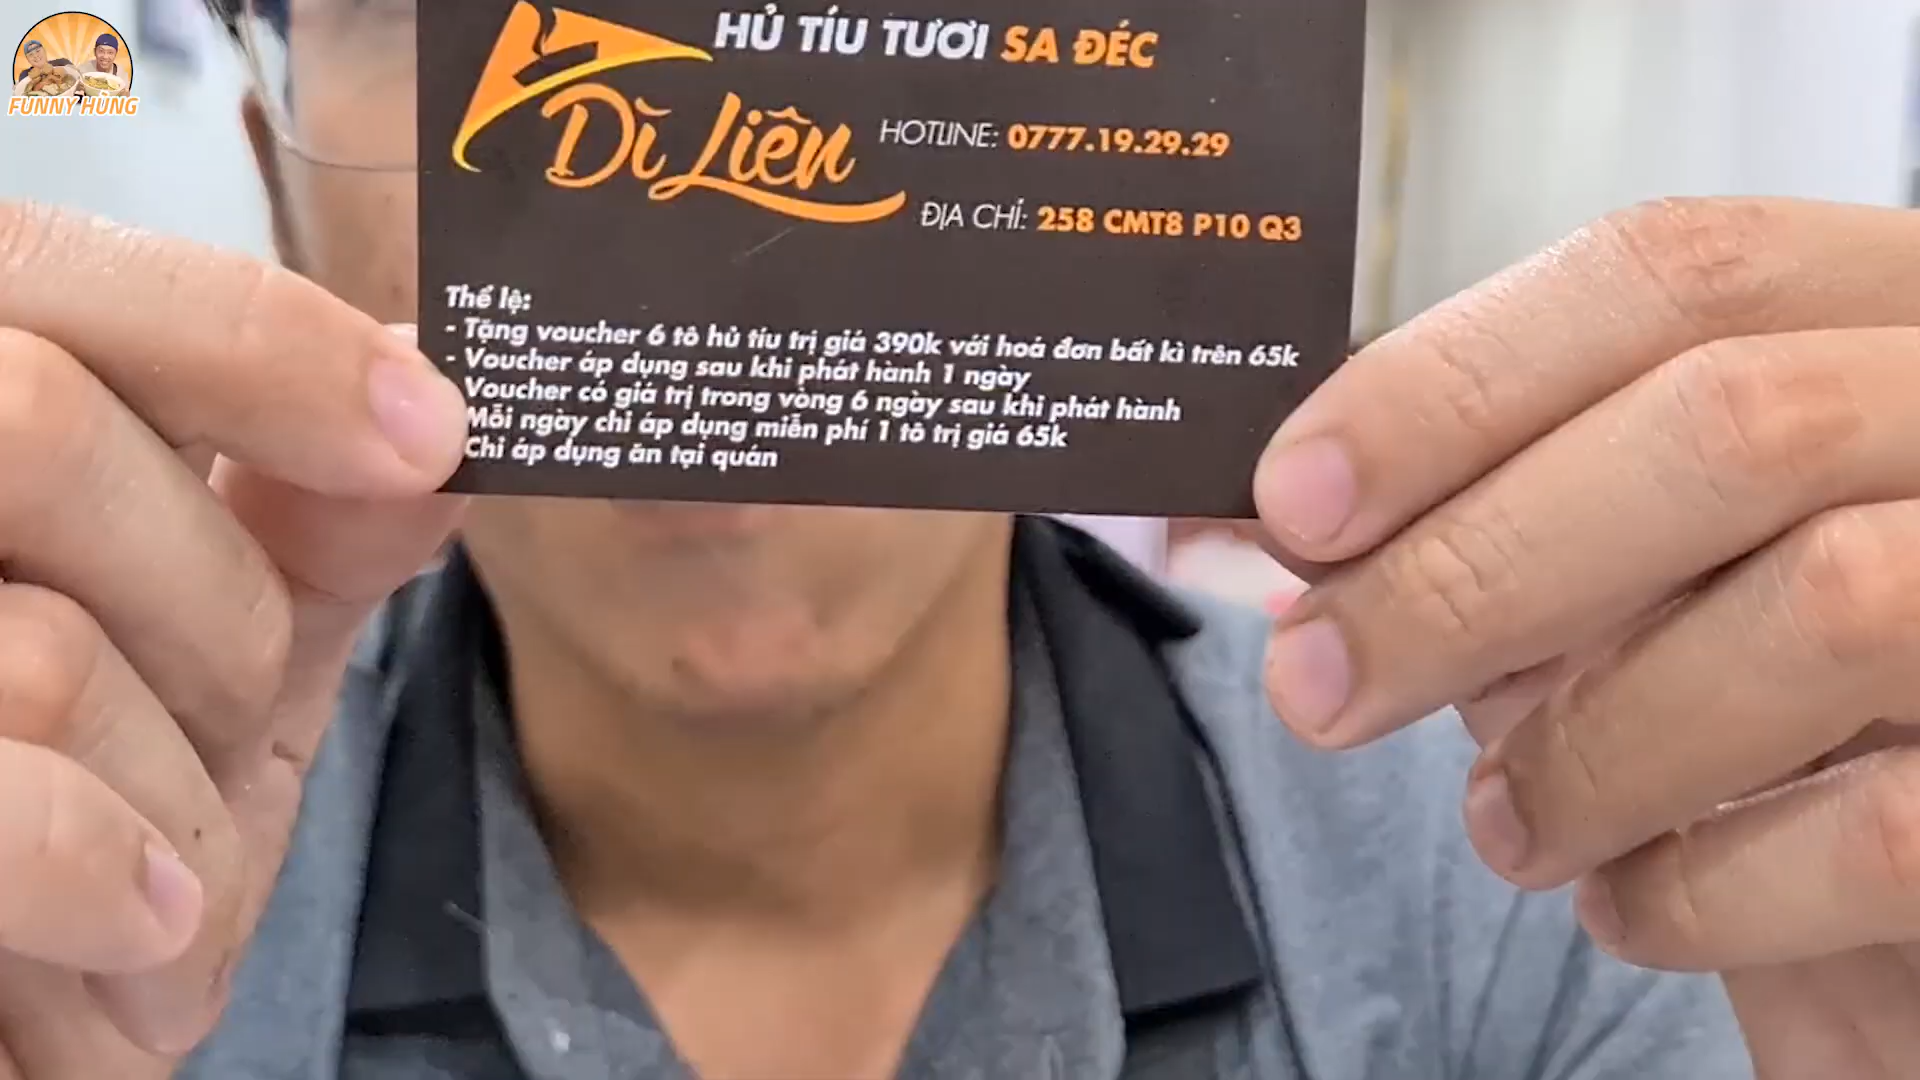 FUNNY HÙNG
HỦ TÍU TƯƠI SA ĐÉC
Dì Liên
HOTLINE: 0777.19.29.29
ĐỊA CHỈ: 258 CMT8 P10 Q3
Thể lệ:
- Tặng voucher 6 tô hủ tíu trị giá 390k với hoá đơn bất kì trên 65k
- Voucher áp dụng sau khi phát hành 1 ngày
Voucher có giá trị trong vòng 6 ngày sau khi phát hành
Mỗi ngày chỉ áp dụng miễn phí 1 tô trị giá 65k
Chỉ áp dụng ăn tại quán